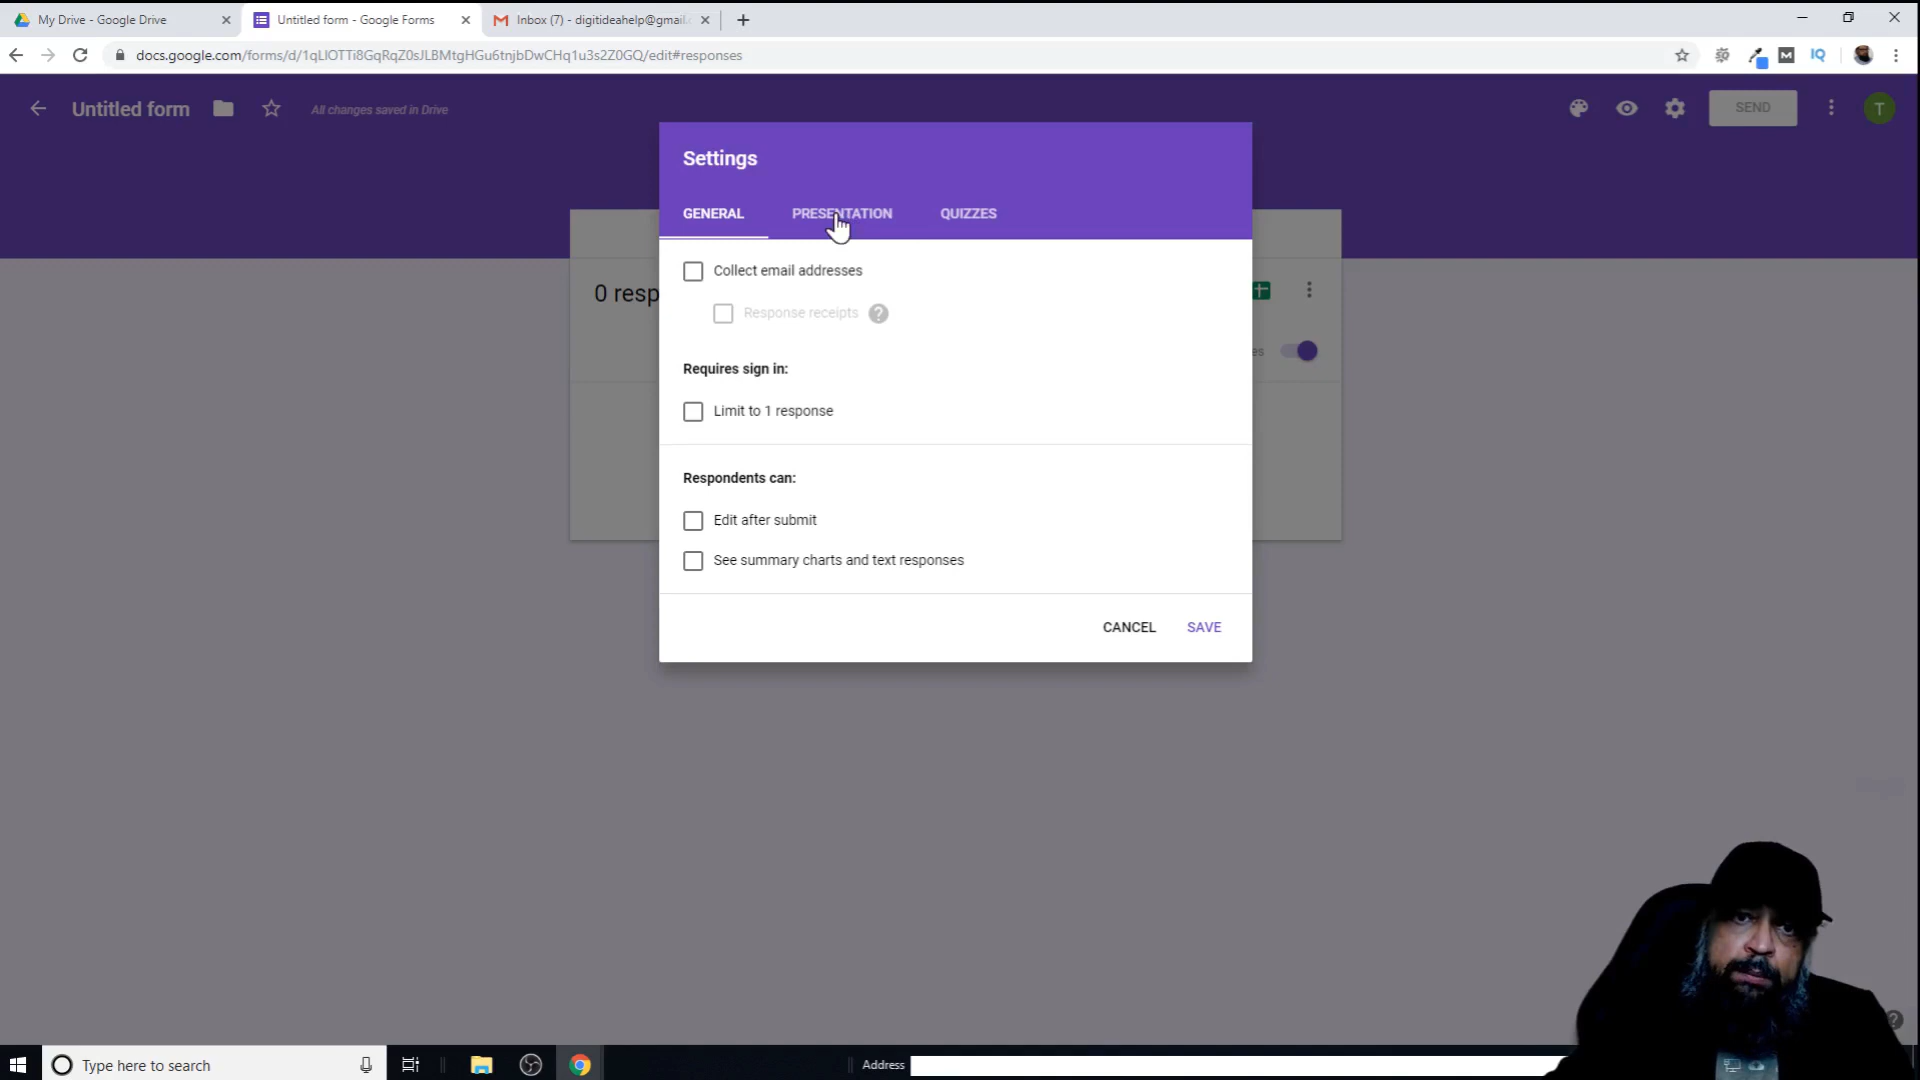 My Drive - Google Drive
Untitled form - Google Forms
Inbox (7) - digitideahelp@gmail.
docs.google.com/forms/d/1qLlOTTi8GqRqZ0sJLBMtgHGu6tnjbDwCHq1u3s2Z0GQ/edit#responses
M
IQ
Untitled form
All changes saved in Drive
SEND
T
Settings
GENERAL
PRESENTATION
QUIZZES
Collect email addresses
0 resp
Response receipts ?
es
Requires sign in:
Limit to 1 response
Respondents can:
Edit after submit
See summary charts and text responses
CANCEL
SAVE
?
Type here to search
Address